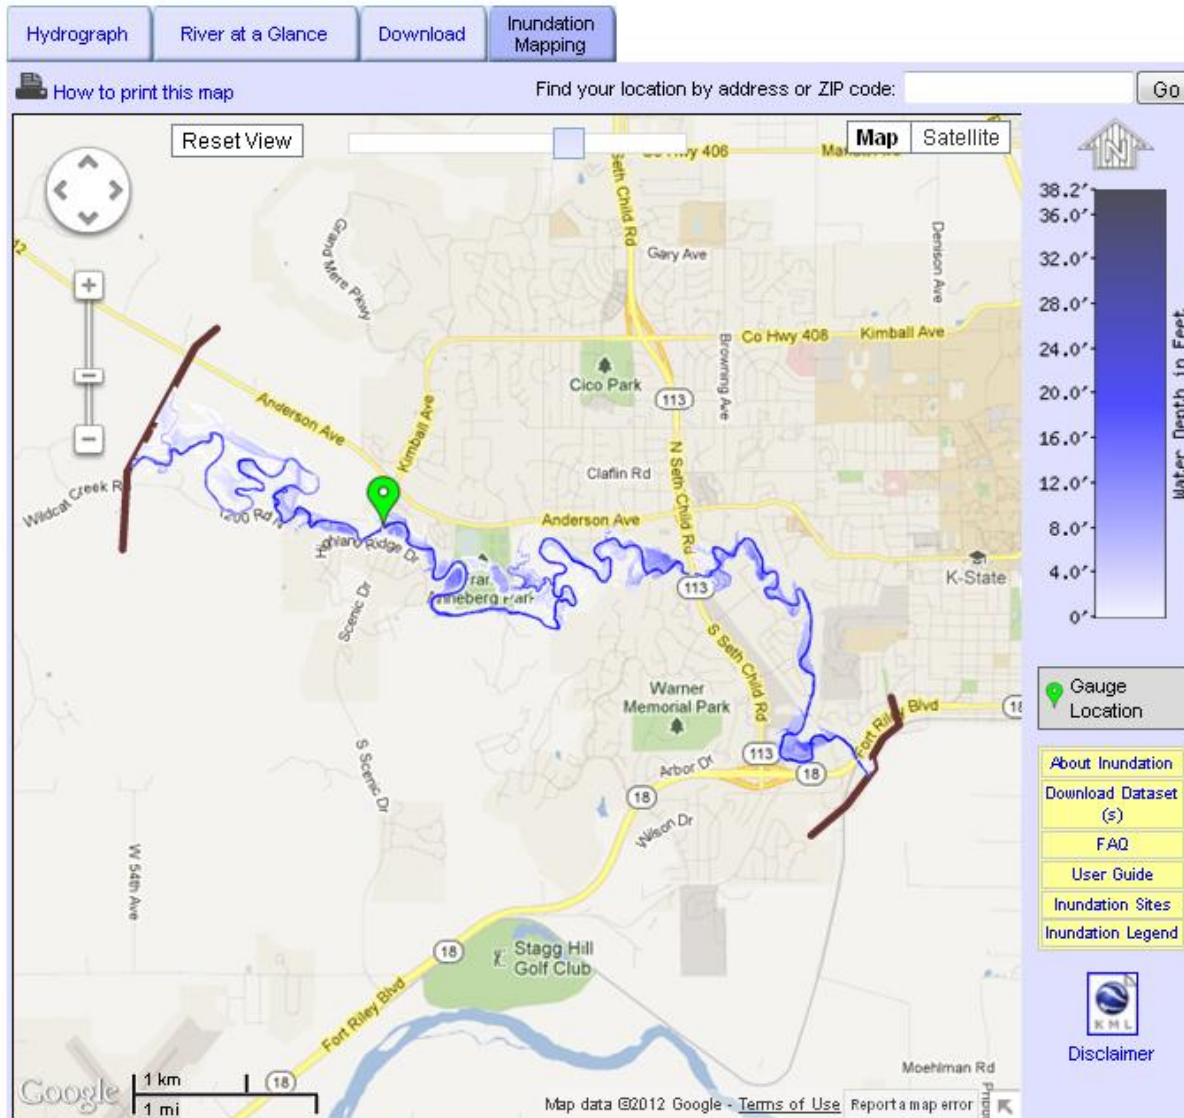 Hydrograph
River at a Glance
Download
Inundation
Mapping
How to print this map
Find your location by address or ZIP code:
Go
Reset View
Map
Satellite
N
12
Co Hwy 408
Seth Child Rd
Grand Mere Pkwy
Gary Ave
Denison Ave
Co Hwy 408
Kimball Ave
Browning Ave
Cico Park
113
Anderson Ave
Kimball Ave
N Seth Child Rd
Claflin Rd
Wildcat Creek R
Anderson Ave
Highland Ridge Dr
Anneberg Park
K-State
113
Scenic Dr
S Seth Child Rd
Warner
Memorial Park
Fort Riley Blvd
18
113
18
Arbor Dr
18
Wilson Dr
S Scenic Dr
W 54th Ave
18
Stagg Hill
Golf Club
Fort Riley Blvd
18
Moehlman Rd
Google
1 km
1 mi
Map data ©2012 Google - Terms of Use
Report a map error
38.2'
36.0'
32.0'
28.0'
24.0'
20.0'
16.0'
12.0'
8.0'
4.0'
0'
Water Depth in Feet
Gauge
Location
About Inundation
Download Dataset
(s)
FAQ
User Guide
Inundation Sites
Inundation Legend
KML
Disclaimer